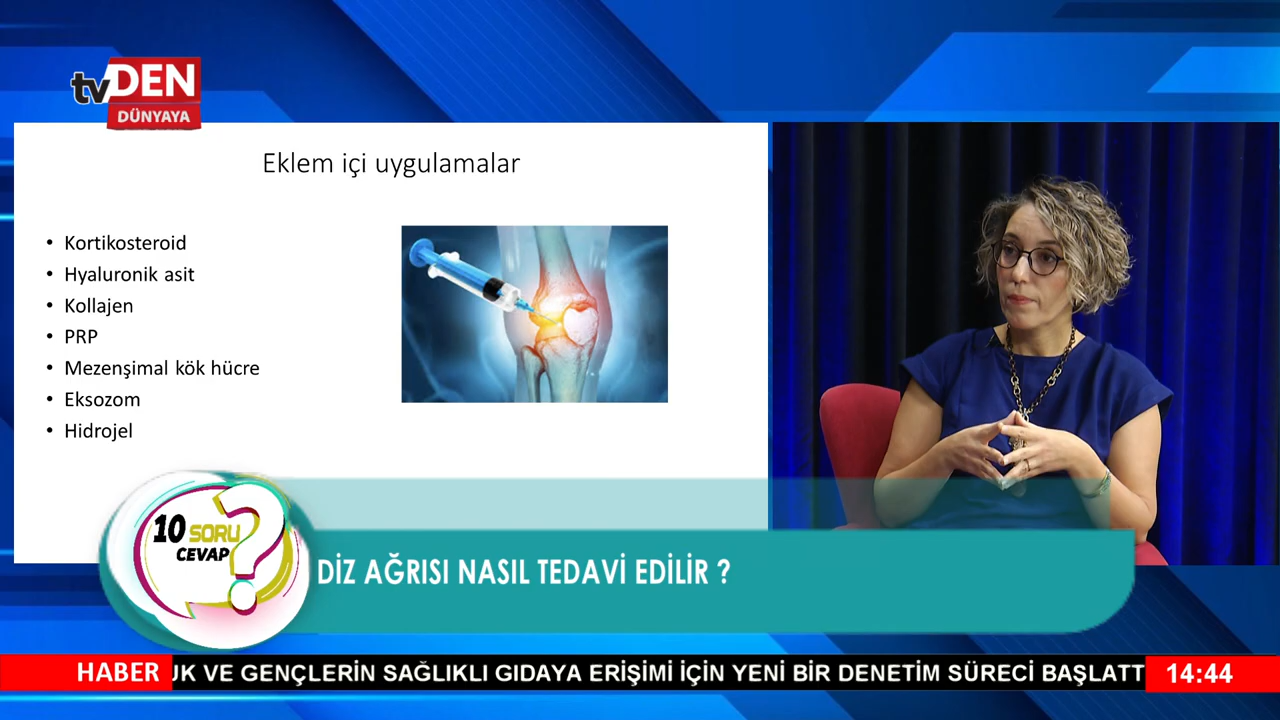 tvDEN
DÜNYAYA
Eklem içi uygulamalar
• Kortikosteroid
• Hyaluronik asit
• Kollajen
• PRP
• Mezenşimal kök hücre
• Eksozom
• Hidrojel
10 SORU
CEVAP
?
DİZ AĞRISI NASIL TEDAVİ EDİLİR ?
HABER
VE GENÇLERİN SAĞLIKLI GIDAYA ERİŞİMİ İÇİN YENİ BİR DENETİM SÜRECİ
14:44